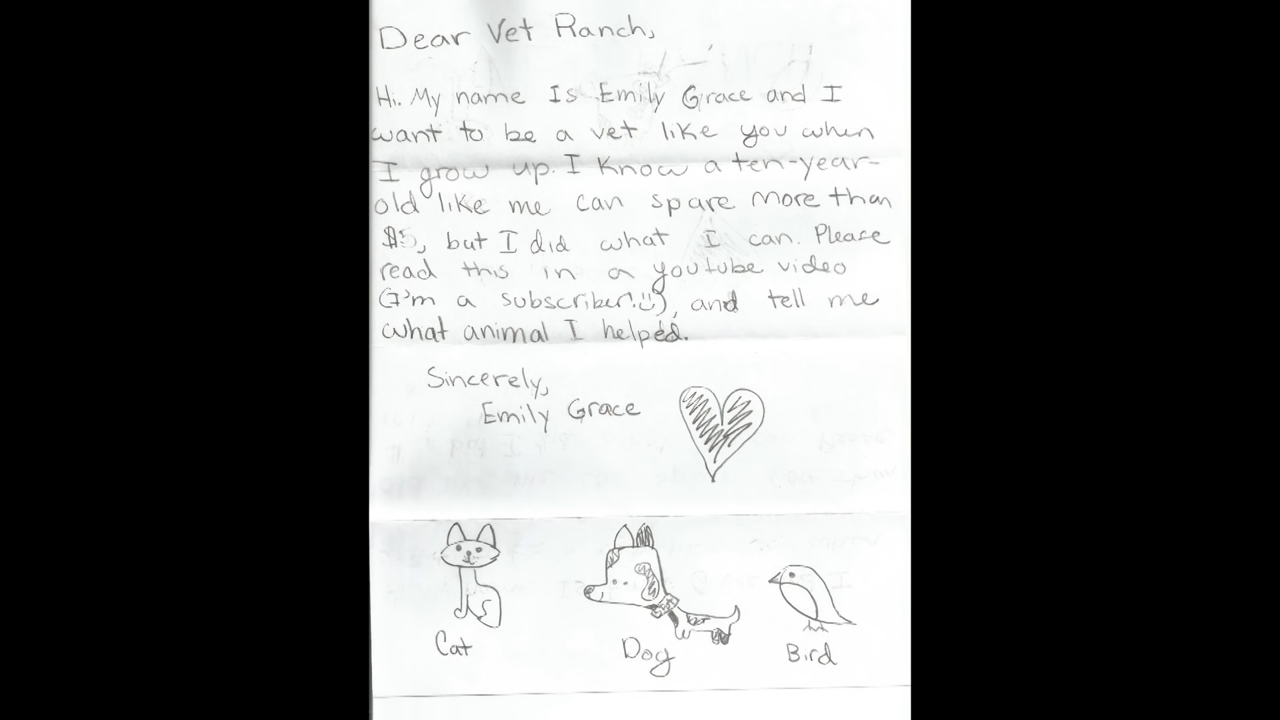 Dear Vet Ranch,
Hi. My name Is Emily Grace and I
want to be a vet like you when
I grow up. I know a ten-year-
old like me can spare more than
$5, but I did what I can. Please
read this in a youtube video
(I'm a subscriber! :)), and tell me
what animal I helped.
Sincerely,
Emily Grace
Cat
Dog
Bird